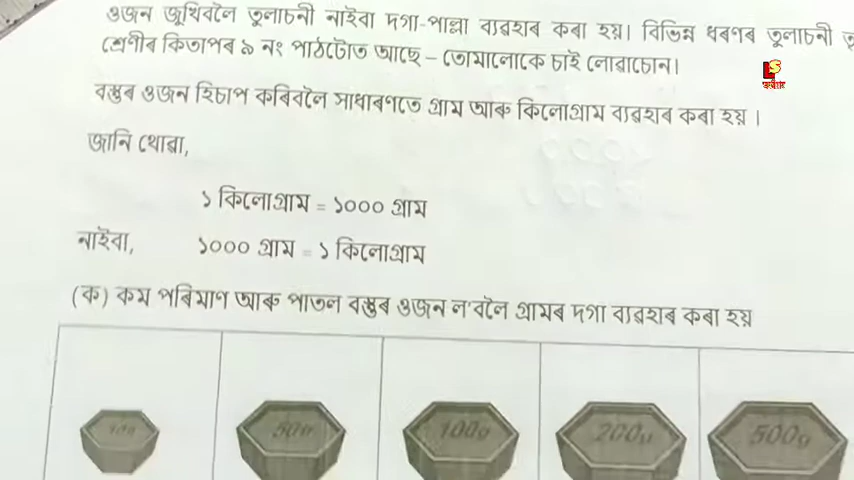 ওজন জুখিবলৈ তুলাচনী নাইবা দগা-পাল্লা ব্যৱহাৰ কৰা হয়। বিভিন্ন ধৰণৰ তুলাচনী
শ্ৰেণীৰ কিতাপৰ ৯ নং পাঠটোত আছে – তোমালোকে চাই লোৱাচোন।
LS
বস্তুৰ ওজন হিচাপ কৰিবলৈ সাধাৰণতে গ্ৰাম আৰু কিলোগ্ৰাম ব্যৱহাৰ কৰা হয় ।
জানি থোৱা,
১ কিলোগ্ৰাম = ১০০০ গ্ৰাম
নাইবা, ১০০০ গ্ৰাম = ১ কিলোগ্ৰাম
(ক) কম পৰিমাণ আৰু পাতল বস্তুৰ ওজন ল'বলৈ গ্ৰামৰ দগা ব্যৱহাৰ কৰা হয়
10g 50g 100g 200g 500g